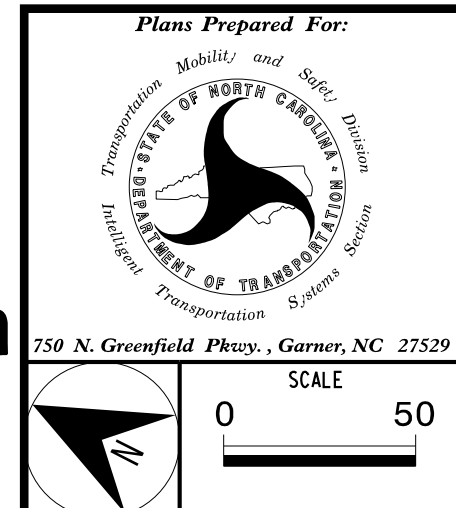 Plans Prepared For:
Transportation Mobility and Safety Division
STATE OF NORTH CAROLINA
DEPARTMENT OF TRANSPORTATION
Intelligent Transportation Systems Section
750 N. Greenfield Pkwy., Garner, NC 27529
SCALE
0 50
N